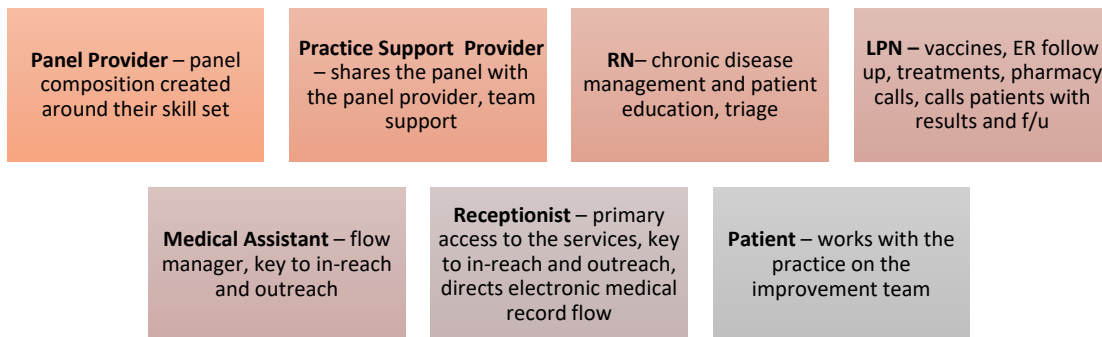 Panel Provider – panel
composition created
around their skill set
Practice Support  Provider
– shares the panel with
the panel provider, team
support
RN– chronic disease
management and patient
education, triage
LPN – vaccines, ER follow
up, treatments, pharmacy
calls, calls patients with
results and f/u
Medical Assistant – flow
manager, key to in-reach
and outreach
Receptionist – primary
access to the services, key
to in-reach and outreach,
directs electronic medical
record flow
Patient – works with the
practice on the
improvement team